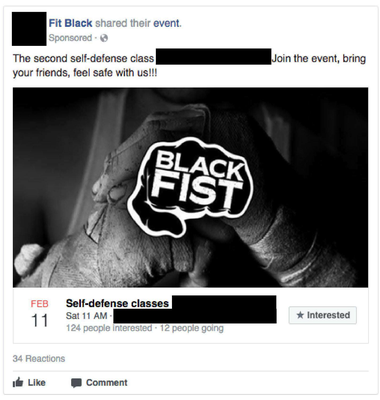 Fit Black shared their event.
Sponsored ·
The second self-defense class Join the event, bring
your friends, feel safe with us!!!
BLACK
FIST
FEB
11
Self-defense classes
Sat 11 AM ·
124 people interested · 12 people going
★ Interested
34 Reactions
Like Comment